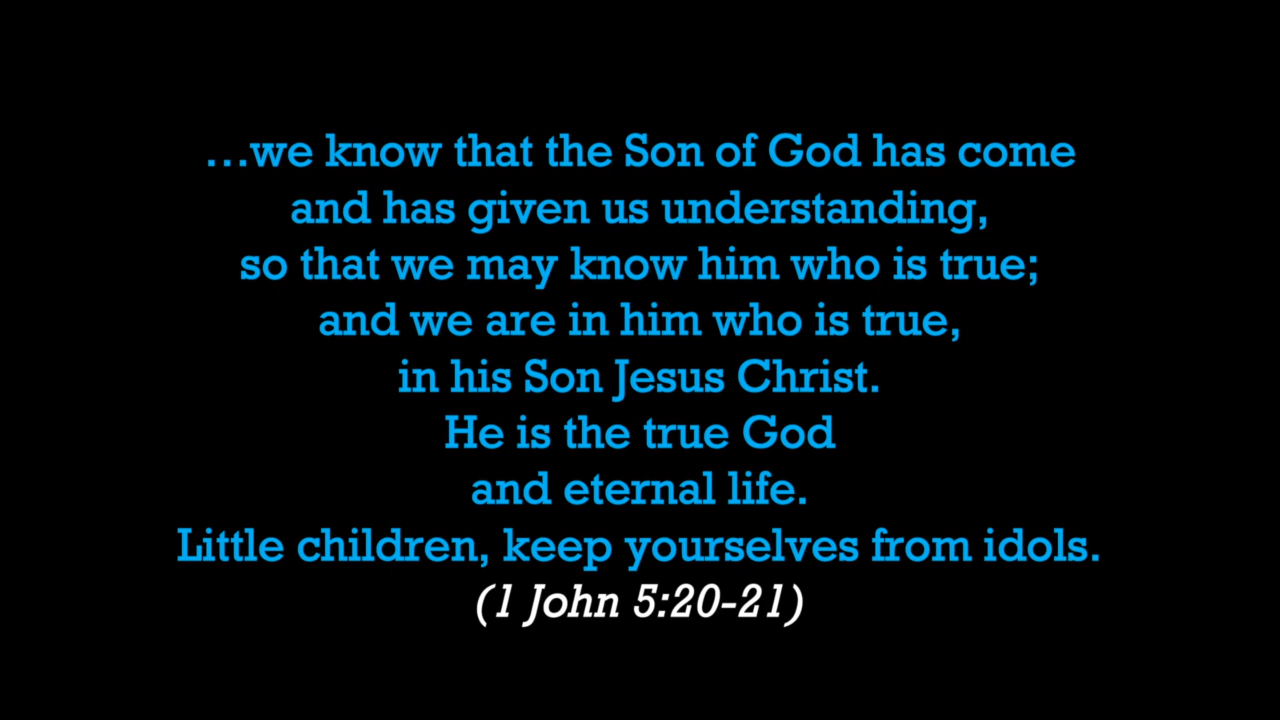 ...we know that the Son of God has come
and has given us understanding,
so that we may know him who is true;
and we are in him who is true,
in his Son Jesus Christ.
He is the true God
and eternal life.
Little children, keep yourselves from idols.
(1 John 5:20-21)